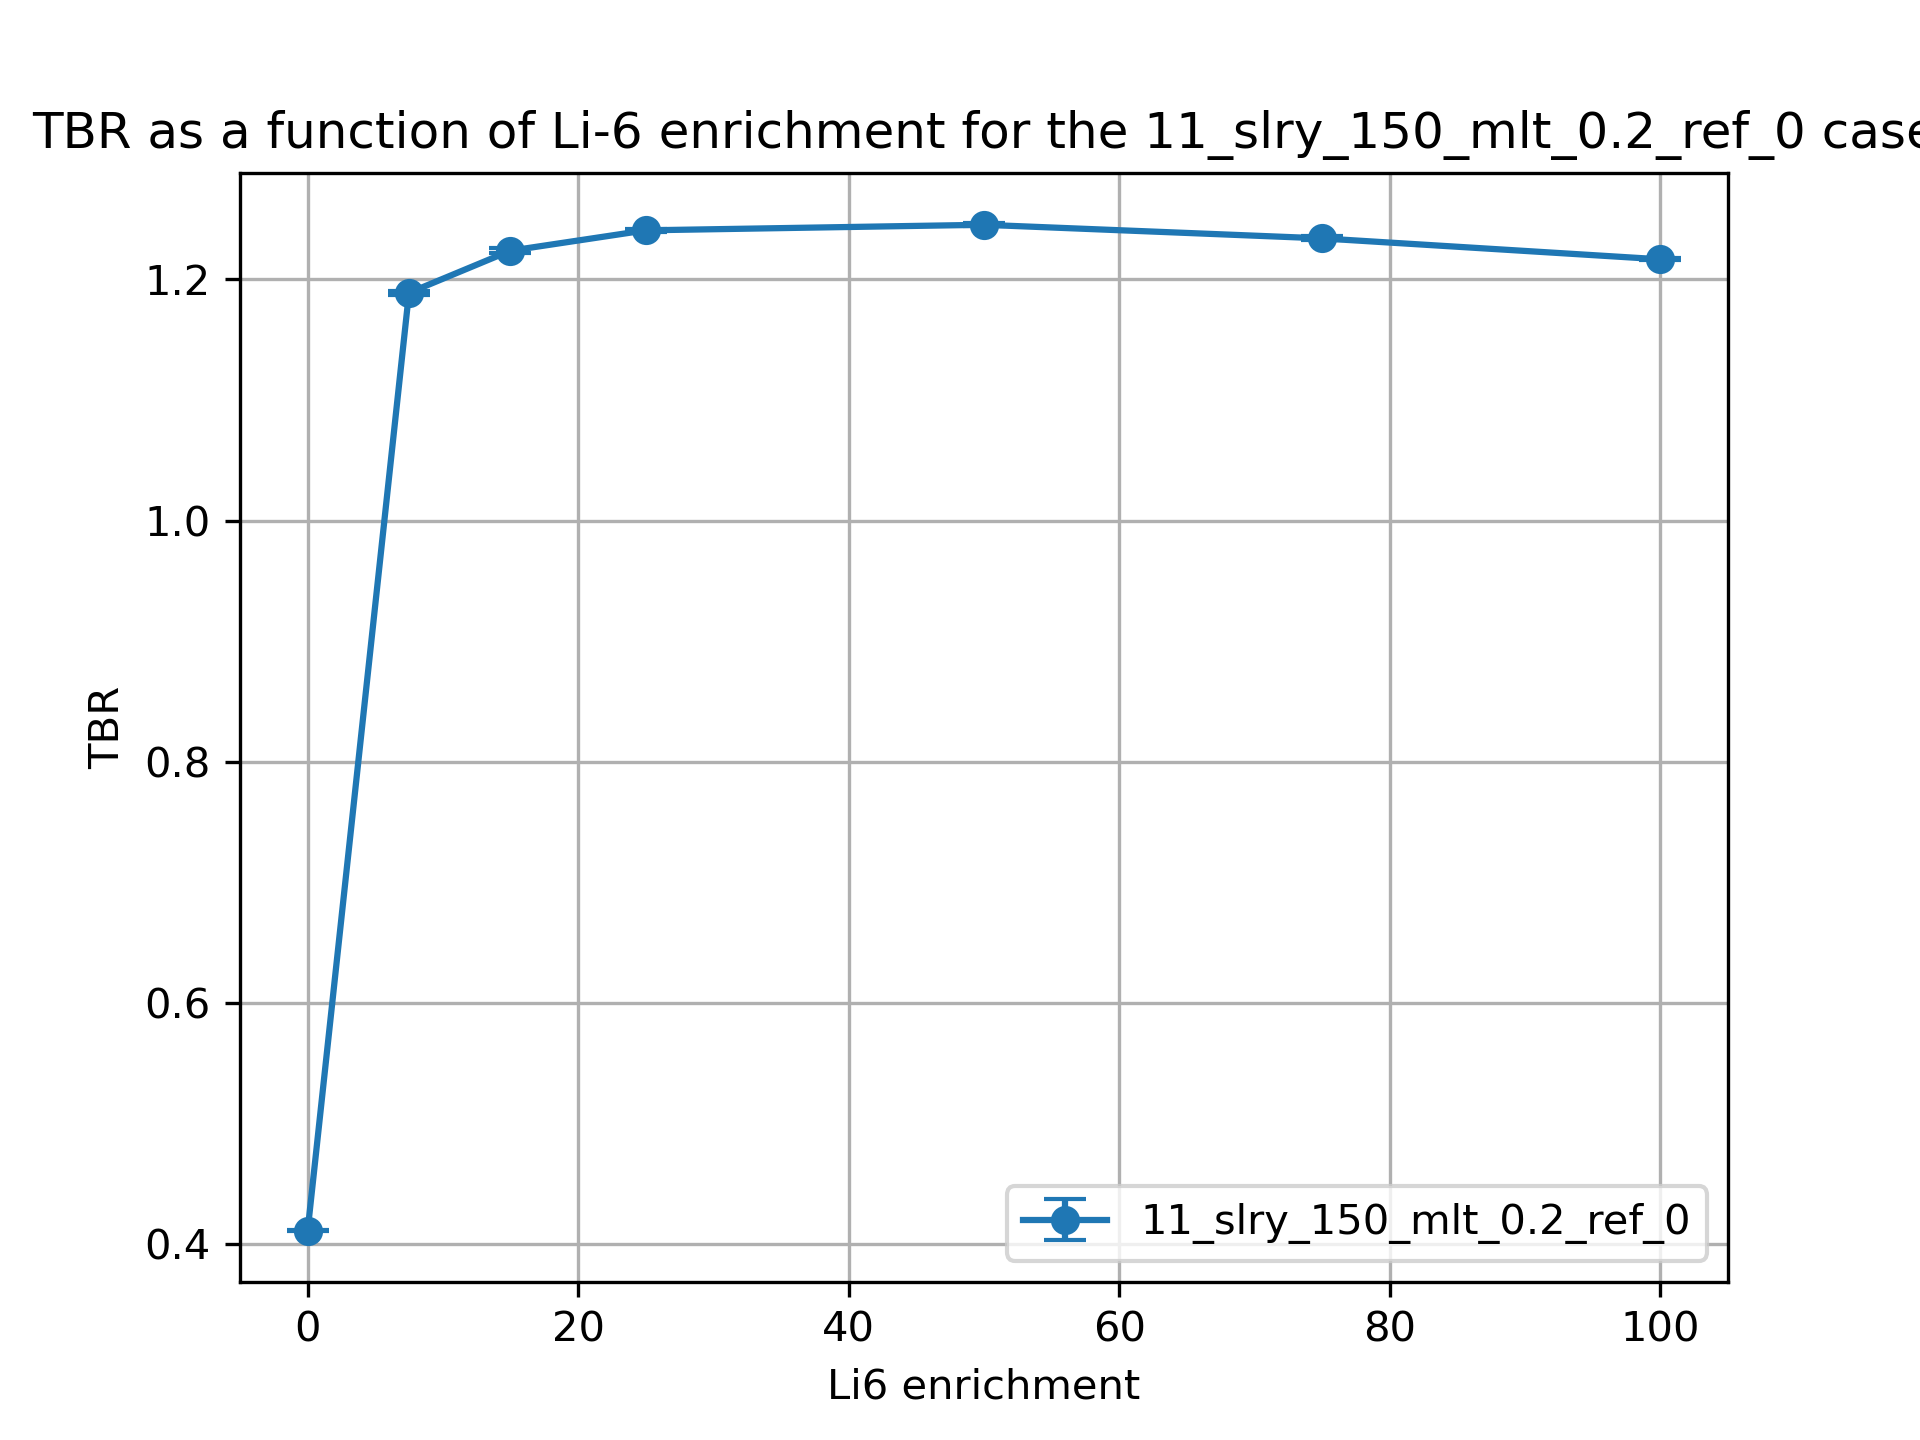 TBR as a function of Li-6 enrichment for the 11_slry_150_mlt_0.2_ref_0 case
1.2
1.0
0.8
0.6
0.4
TBR
11_slry_150_mlt_0.2_ref_0
0 20 40 60 80 100
Li6 enrichment